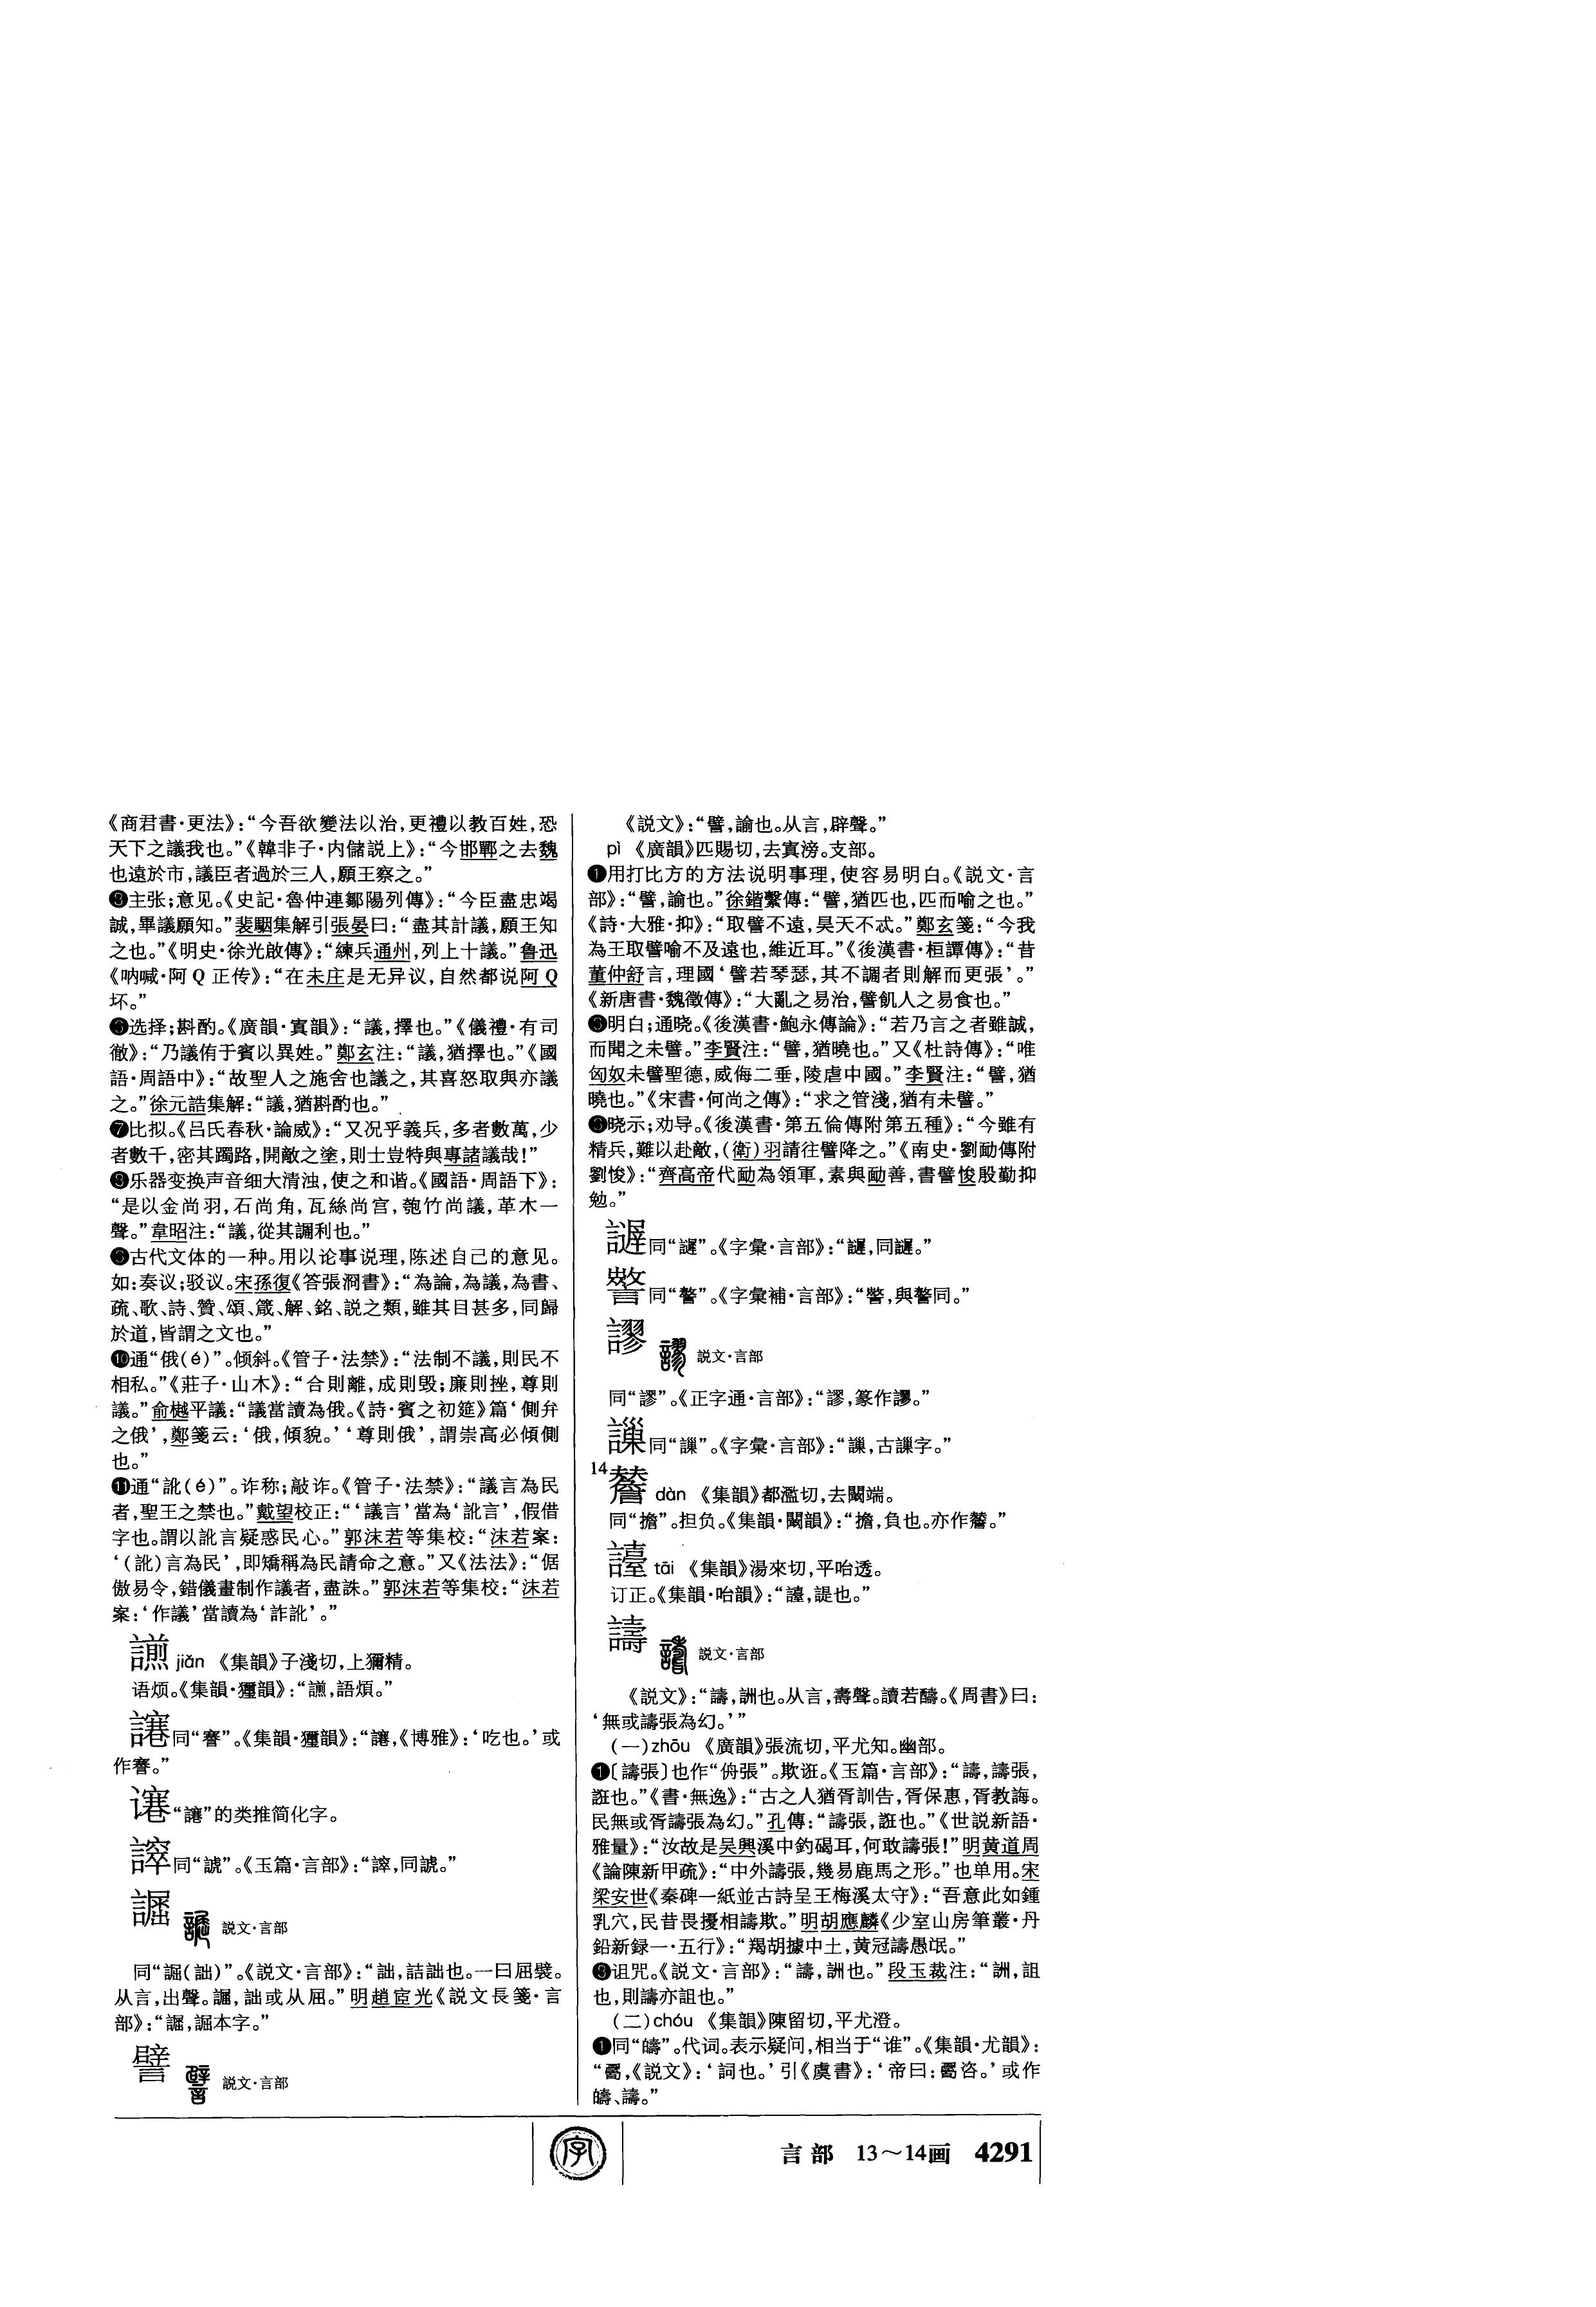 《商君書·更法》：“今吾欲變法以治，更禮以教百姓，恐
天下之議我也。”《韓非子·内儲説上》：“今邯鄲之去魏
也遠於市，議臣者過於三人，願王察之。”
主张；意见。《史記·魯仲連鄒陽列傳》：“今臣盡忠竭
誠，畢議願知。”裴駰集解引張晏曰：“盡其計議，願王知
之也。”《明史·徐光啟傳》：“練兵通州，列上十議。”鲁迅
《呐喊·阿Q正传》：“在未庄是无异议，自然都说阿Q
坏。”
选择；斟酌。《廣韻·寘韻》：“議，擇也。”《儀禮·有司
徹》：“乃議侑于賓以異姓。”鄭玄注：“議，猶擇也。”《國
語·周語中》：“故聖人之施舍也議之，其喜怒取與亦議
之。”徐元誥集解：“議，猶斟酌也。”
❼比拟。《吕氏春秋·論威》：“又况乎義兵，多者數萬，少
者數千，密其躅路，開敵之塗，則士豈特與專諸議哉！”
乐器变换声音细大清浊，使之和谐。《國語·周語下》：
“是以金尚羽，石尚角，瓦絲尚宫，匏竹尚議，革木一
聲。”韋昭注：“議，從其調利也。”
古代文体的一种。用以论事说理，陈述自己的意见。
如：奏议；驳议。宋孫復《答張洞書》：“為論，為議，為書、
疏、歌、詩、贊、頌、箴、解、銘、説之類，雖其目甚多，同歸
於道，皆謂之文也。”
❿通“俄（é）”。倾斜。《管子·法禁》：“法制不議，則民不
相私。”《莊子·山木》：“合則離，成則毁；廉則挫，尊則
議。”俞樾平議：“議當讀為俄。《詩·賓之初筵》篇‘側弁
之俄’，鄭箋云：‘俄，傾貌。’‘尊則俄’，謂崇高必傾側
也。”
⓫通“訛（é）”。诈称；敲诈。《管子·法禁》：“議言為民
者，聖王之禁也。”戴望校正：“‘議言’當為‘訛言’，假借
字也。謂以訛言疑惑民心。”郭沫若等集校：“沫若案：
‘（訛）言為民’，即矯稱為民請命之意。”又《法法》：“倨
傲易令，錯儀畫制作議者，盡誅。”郭沫若等集校：“沫若
案：‘作議’當讀為‘詐訛’。”
jiǎn 《集韻》子淺切，上獮精。
语烦。《集韻·獮韻》：“，語煩。”
同“謇”。《集韻·獮韻》：“，《博雅》：‘吃也。’或
作謇。”
“”的类推简化字。
同“諕”。《玉篇·言部》：“，同諕。”
説文·言部
同“䛯（詘）”。《説文·言部》：“詘，詰詘也。一曰屈襞。
从言，出聲。䛯，詘或从屈。”明趙宧光《説文長箋·言
部》：“，䛯本字。”
譬 説文·言部
《説文》：“譬，諭也。从言，辟聲。”
pì 《廣韻》匹賜切，去寘滂。支部。
❶用打比方的方法说明事理，使容易明白。《説文·言
部》：“譬，諭也。”徐鍇繫傳：“譬，猶匹也，匹而喻之也。”
《詩·大雅·抑》：“取譬不遠，昊天不忒。”鄭玄箋：“今我
為王取譬喻不及遠也，維近耳。”《後漢書·桓譚傳》：“昔
董仲舒言，理國‘譬若琴瑟，其不調者則解而更張’。”
《新唐書·魏徵傳》：“大亂之易治，譬飢人之易食也。”
明白；通晓。《後漢書·鮑永傳論》：“若乃言之者雖誠，
而聞之未譬。”李賢注：“譬，猶曉也。”又《杜詩傳》：“唯
匈奴未譬聖德，威侮二垂，陵虐中國。”李賢注：“譬，猶
曉也。”《宋書·何尚之傳》：“求之管淺，猶有未譬。”
晓示；劝导。《後漢書·第五倫傳附第五種》：“今雖有
精兵，難以赴敵，（衛）羽請往譬降之。”《南史·劉勔傳附
劉悛》：“齊高帝代勔為領軍，素與勔善，書譬悛殷勤抑
勉。”
同“”。《字彙·言部》：“，同。”
同“”。《字彙補·言部》：“，與同。”
説文·言部
同“謬”。《正字通·言部》：“謬，篆作。”
同“”。《字彙·言部》：“，古字。”
14 dàn 《集韻》都濫切，去闞端。
同“擔”。担负。《集韻·闞韻》：“擔，負也。亦作。”
tāi 《集韻》湯來切，平咍透。
订正。《集韻·咍韻》：“，諟也。”
譸 説文·言部
《説文》：“譸，詶也。从言，壽聲。讀若醻。《周書》曰：
‘無或譸張為幻。’”
（一）zhōu 《廣韻》張流切，平尤知。幽部。
❶〔譸張〕也作“侜張”。欺诳。《玉篇·言部》：“譸，譸張，
誑也。”《書·無逸》：“古之人猶胥訓告，胥保惠，胥教誨。
民無或胥譸張為幻。”孔傳：“譸張，誑也。”《世説新語·
雅量》：“汝故是吴興溪中釣碣耳，何敢譸張！”明黄道周
《論陳新甲疏》：“中外譸張，幾易鹿馬之形。”也单用。宋
梁安世《秦碑一紙並古詩呈王梅溪太守》：“吾意此如鍾
乳穴，民昔畏擾相譸欺。”明胡應麟《少室山房筆叢·丹
鉛新録一·五行》：“羯胡據中土，黄冠譸愚氓。”
诅咒。《説文·言部》：“譸，詶也。”段玉裁注：“詶，詛
也，則譸亦詛也。”
（二）chóu 《集韻》陳留切，平尤澄。
❶同“𤾊”。代词。表示疑问，相当于“谁”。《集韻·尤韻》：
“，《説文》：‘詞也。’引《虞書》：‘帝曰：咨。’或作
𤾊、譸。”
字
言部 13～14画 4291